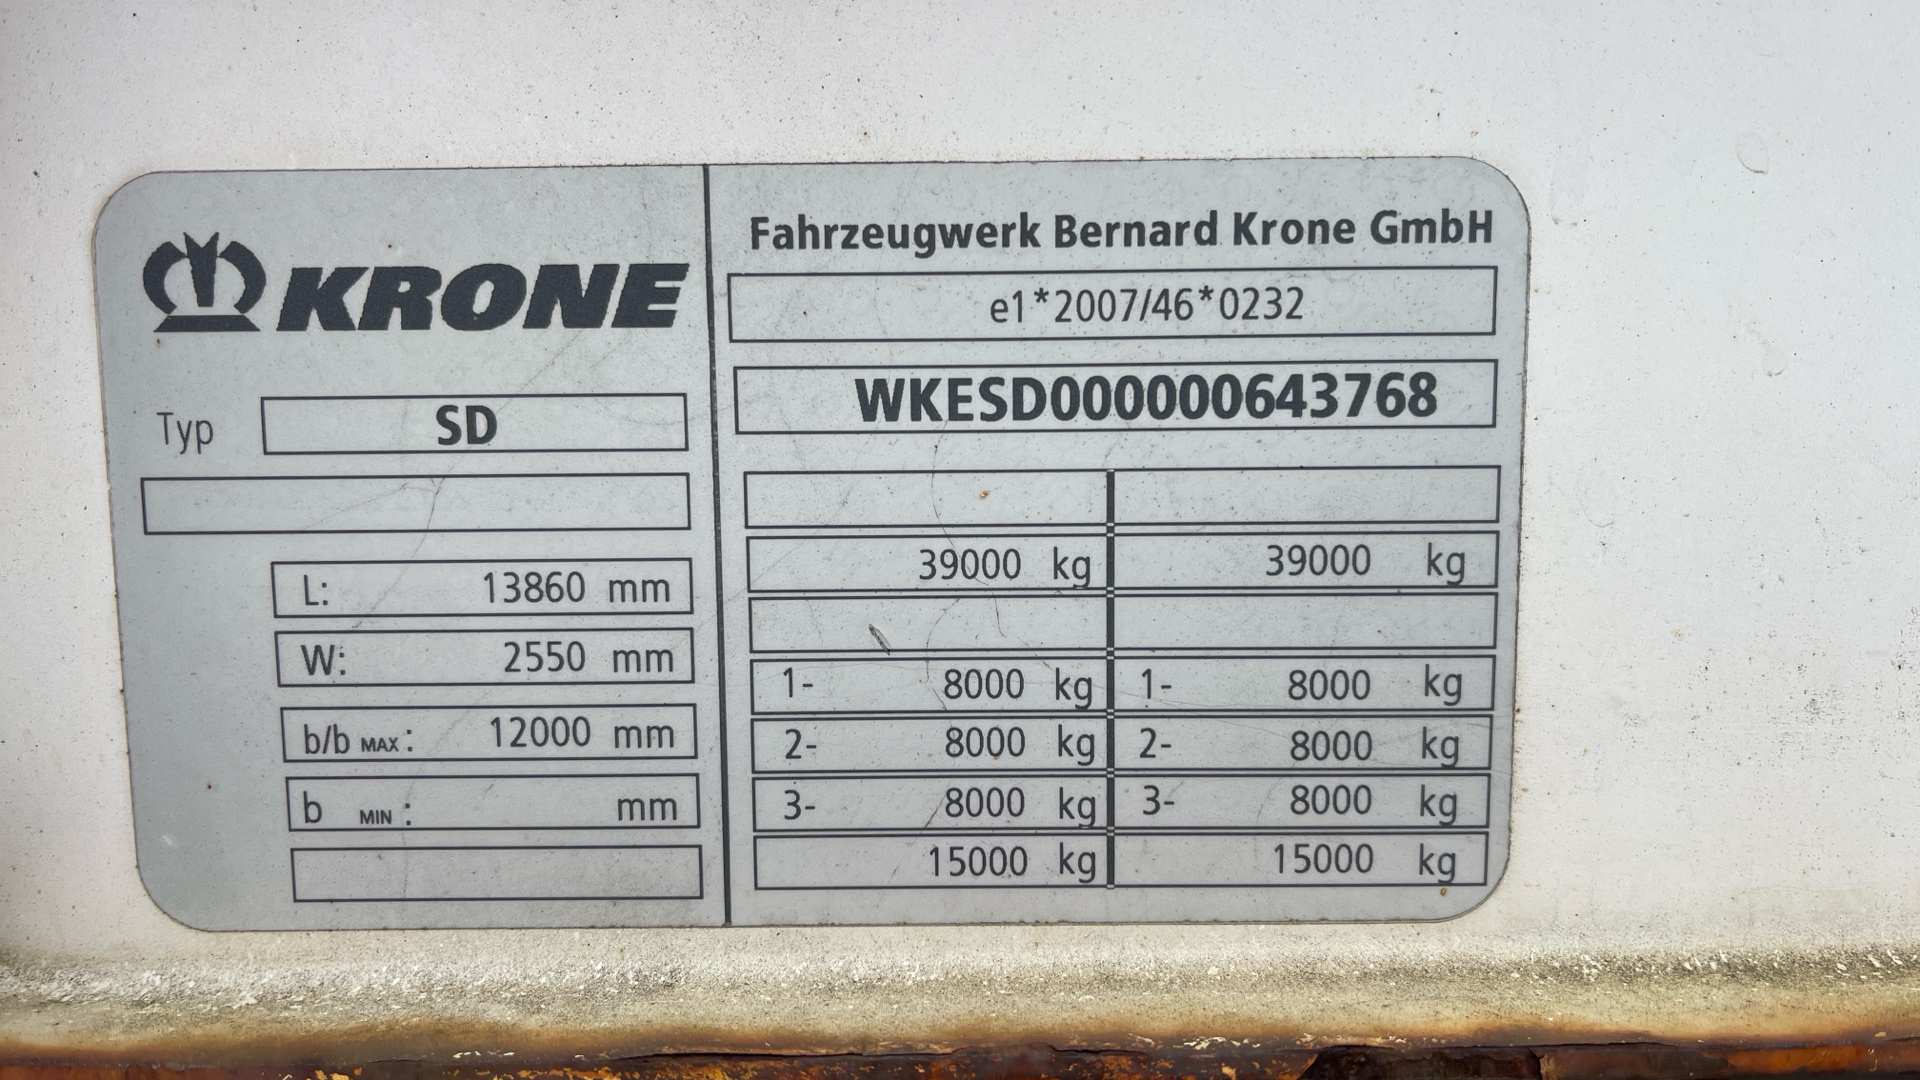 KRONE
Typ SD
L: 13860 mm
W: 2550 mm
b/b MAX: 12000 mm
b MIN: mm
Fahrzeugwerk Bernard Krone GmbH
e1*2007/46*0232
WKESD000000643768
39000 kg 39000 kg
1- 8000 kg 1- 8000 kg
2- 8000 kg 2- 8000 kg
3- 8000 kg 3- 8000 kg
15000 kg 15000 kg